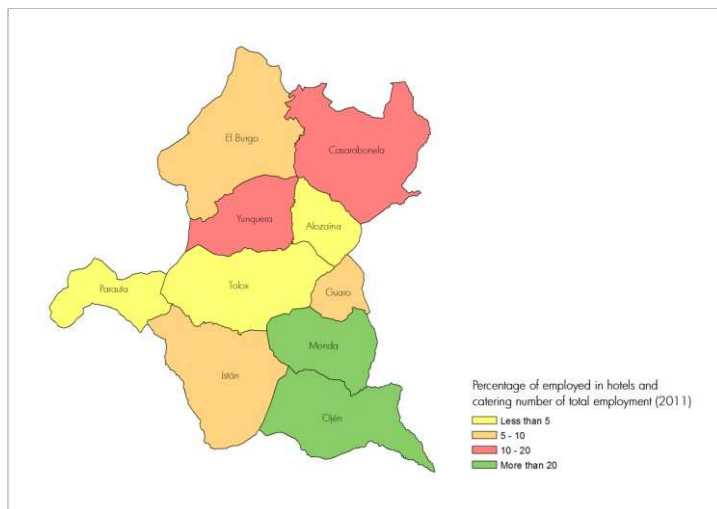 El Burgo
Casarabonela
Yunquera
Alozaina
Parauta
Tolox
Guaro
Monda
Istán
Ojén
Percentage of employed in hotels and
catering number of total employment (2011)
Less than 5
5 - 10
10 - 20
More than 20